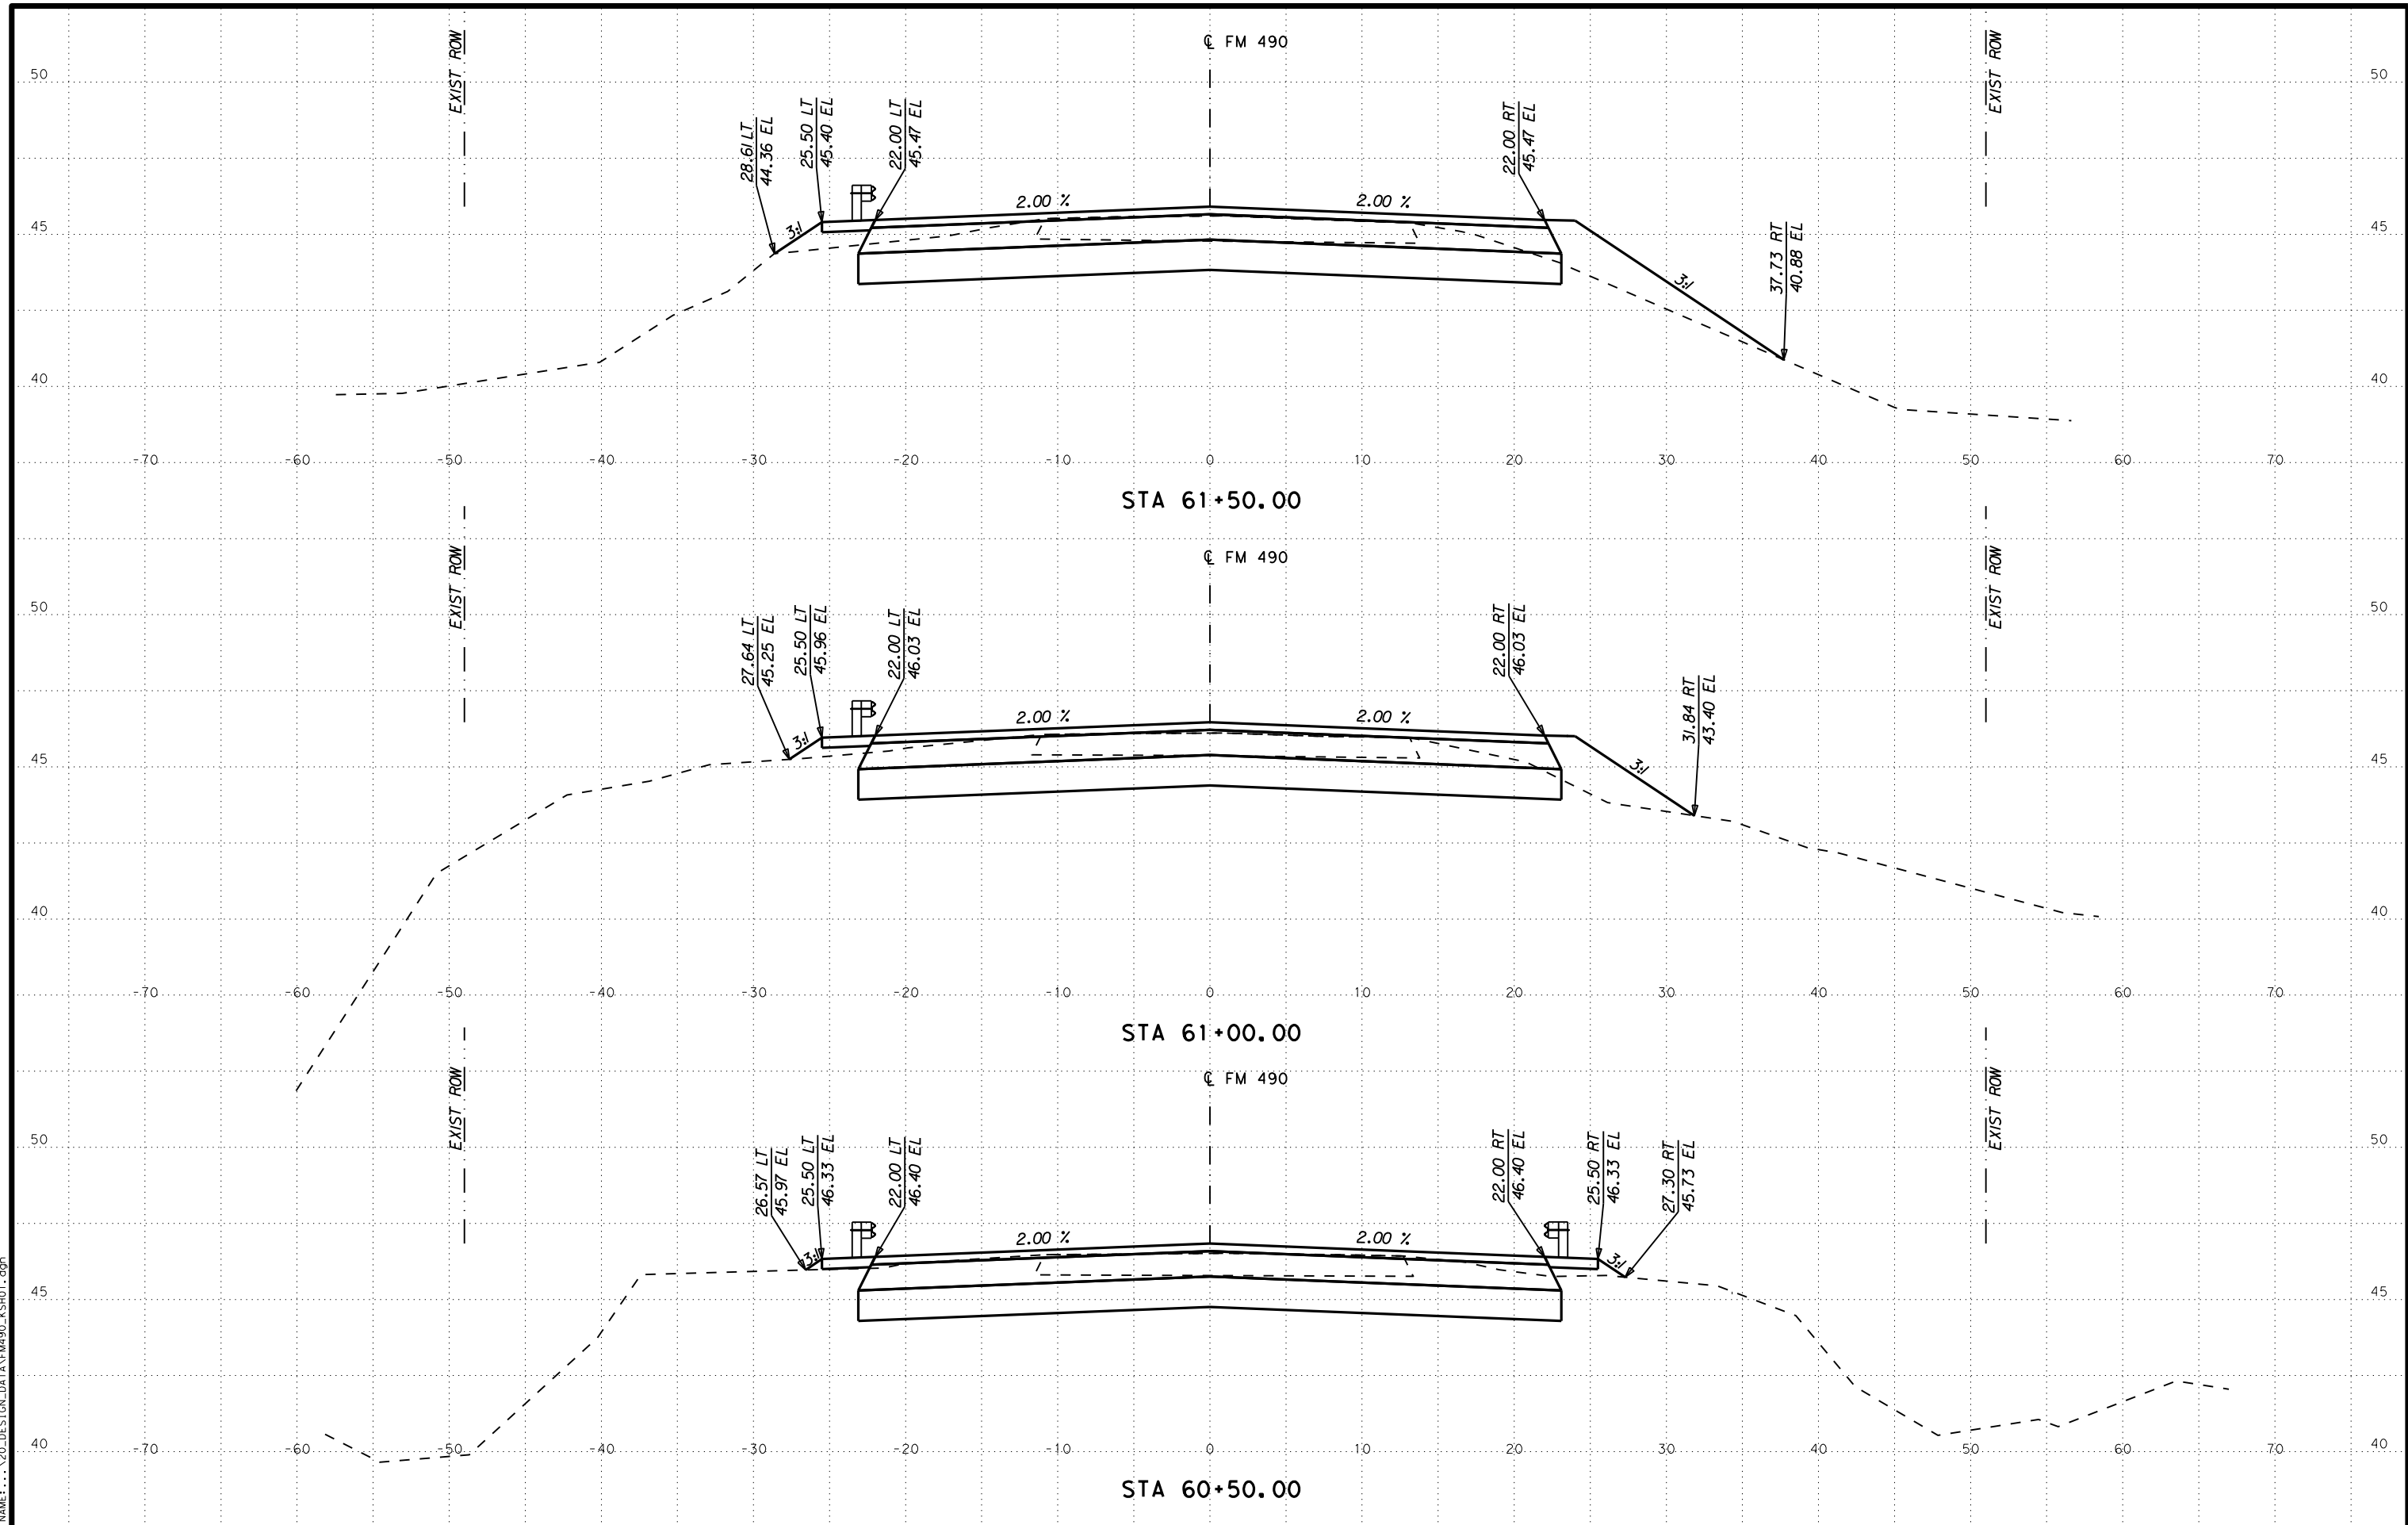 ℄ FM 490
EXIST ROW
EXIST ROW
50
50
28.61 LT
44.36 EL
25.50 LT
45.40 EL
22.00 LT
45.47 EL
22.00 RT
45.47 EL
2.00 %
2.00 %
3:1
45
45
37.73 RT
40.88 EL
3:1
40
40
-70 -60 -50 -40 -30 -20 -10 0 10 20 30 40 50 60 70
STA 61+50.00
℄ FM 490
EXIST ROW
EXIST ROW
50
50
27.64 LT
45.25 EL
25.50 LT
45.96 EL
22.00 LT
46.03 EL
22.00 RT
46.03 EL
31.84 RT
43.40 EL
2.00 %
2.00 %
3:1
3:1
45
45
40
40
-70 -60 -50 -40 -30 -20 -10 0 10 20 30 40 50 60 70
STA 61+00.00
℄ FM 490
EXIST ROW
EXIST ROW
50
50
26.57 LT
45.97 EL
25.50 LT
46.33 EL
22.00 LT
46.40 EL
22.00 RT
46.40 EL
25.50 RT
46.33 EL
27.30 RT
45.73 EL
2.00 %
2.00 %
3:1
3:1
45
45
40
40
-70 -60 -50 -40 -30 -20 -10 0 10 20 30 40 50 60 70
STA 60+50.00